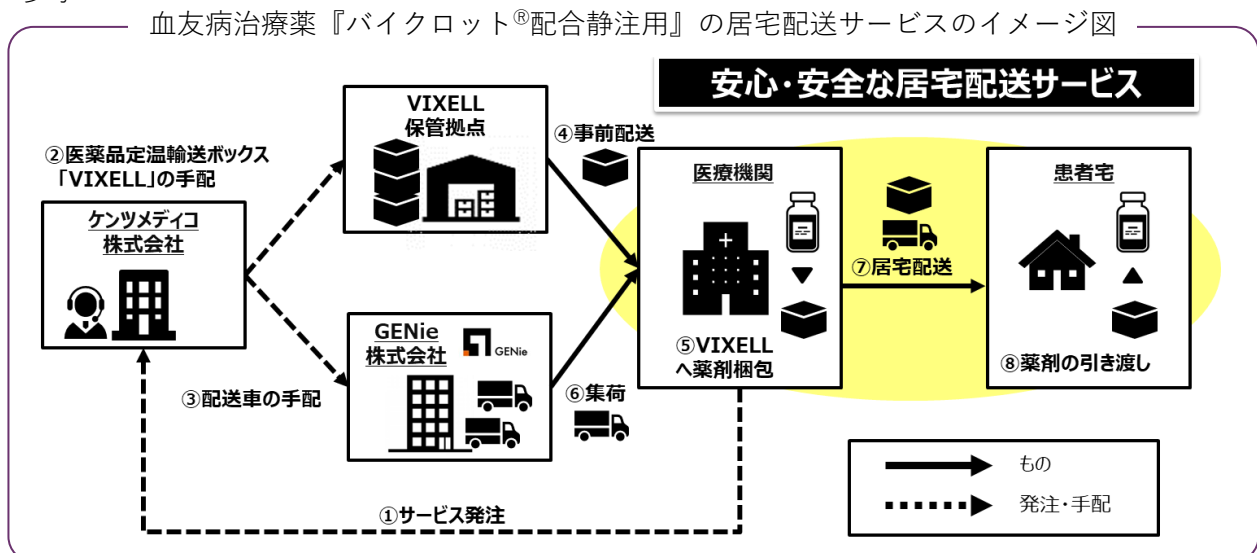 血友病治療薬『バイクロット®配合静注用』の居宅配送サービスのイメージ図
安心・安全な居宅配送サービス
VIXELL
保管拠点
④事前配送
②医薬品定温輸送ボックス
「VIXELL」の手配
ケンツメディコ
株式会社
医療機関
患者宅
⑦居宅配送
GENie
株式会社
GENie
⑤VIXELL
へ薬剤梱包
⑧薬剤の引き渡し
③配送車の手配
⑥集荷
①サービス発注
もの
発注・手配